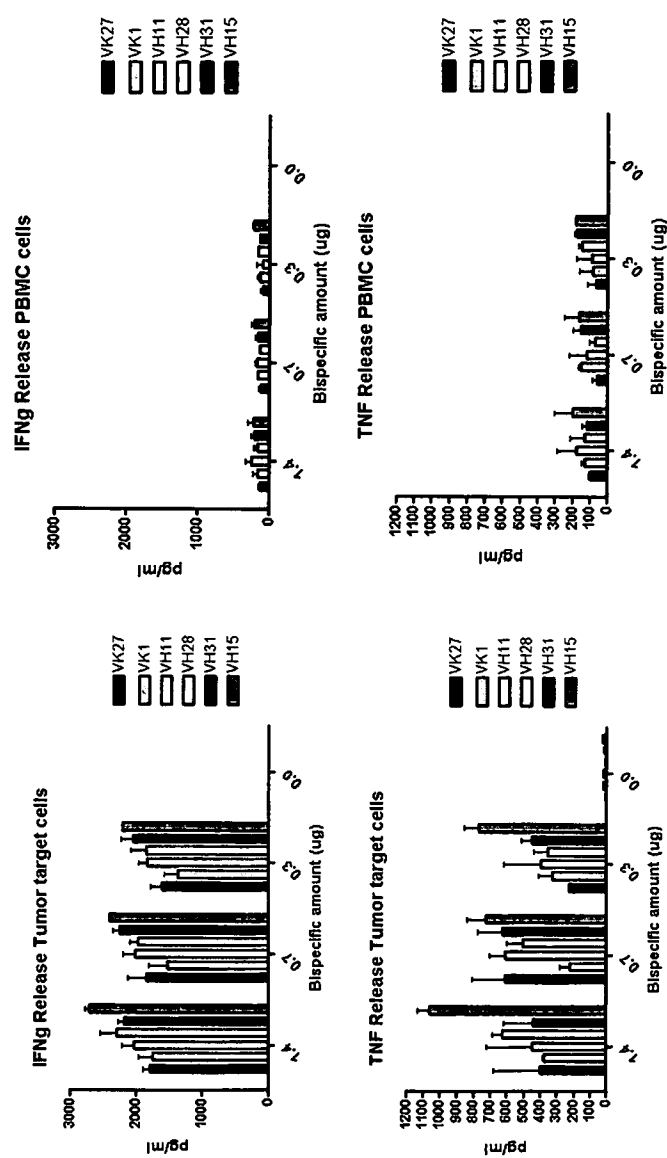 IFNg Release Tumor target cells
3000
2000
1000
0
pg/ml
1.4
0.7
0.3
0.0
Bispecific amount (ug)
VK27
VK1
VH11
VH28
VH31
VH15
IFNg Release PBMC cells
3000
1000
0
pg/ml
1.4
0.7
0.3
0.0
Bispecific amount (ug)
VK27
VK1
VH11
VH28
VH31
VH15
TNF Release Tumor target cells
1200
1100
1000
900
800
700
600
500
400
300
200
100
0
pg/ml
1.4
0.7
0.3
0.0
Bispecific amount (ug)
VK27
VK1
VH11
VH28
VH31
VH15
TNF Release PBMC cells
1200
1100
1000
900
800
700
600
500
400
300
200
100
0
pg/ml
1.4
0.7
0.3
0.0
Bispecific amount (ug)
VK27
VK1
VH11
VH28
VH31
VH15